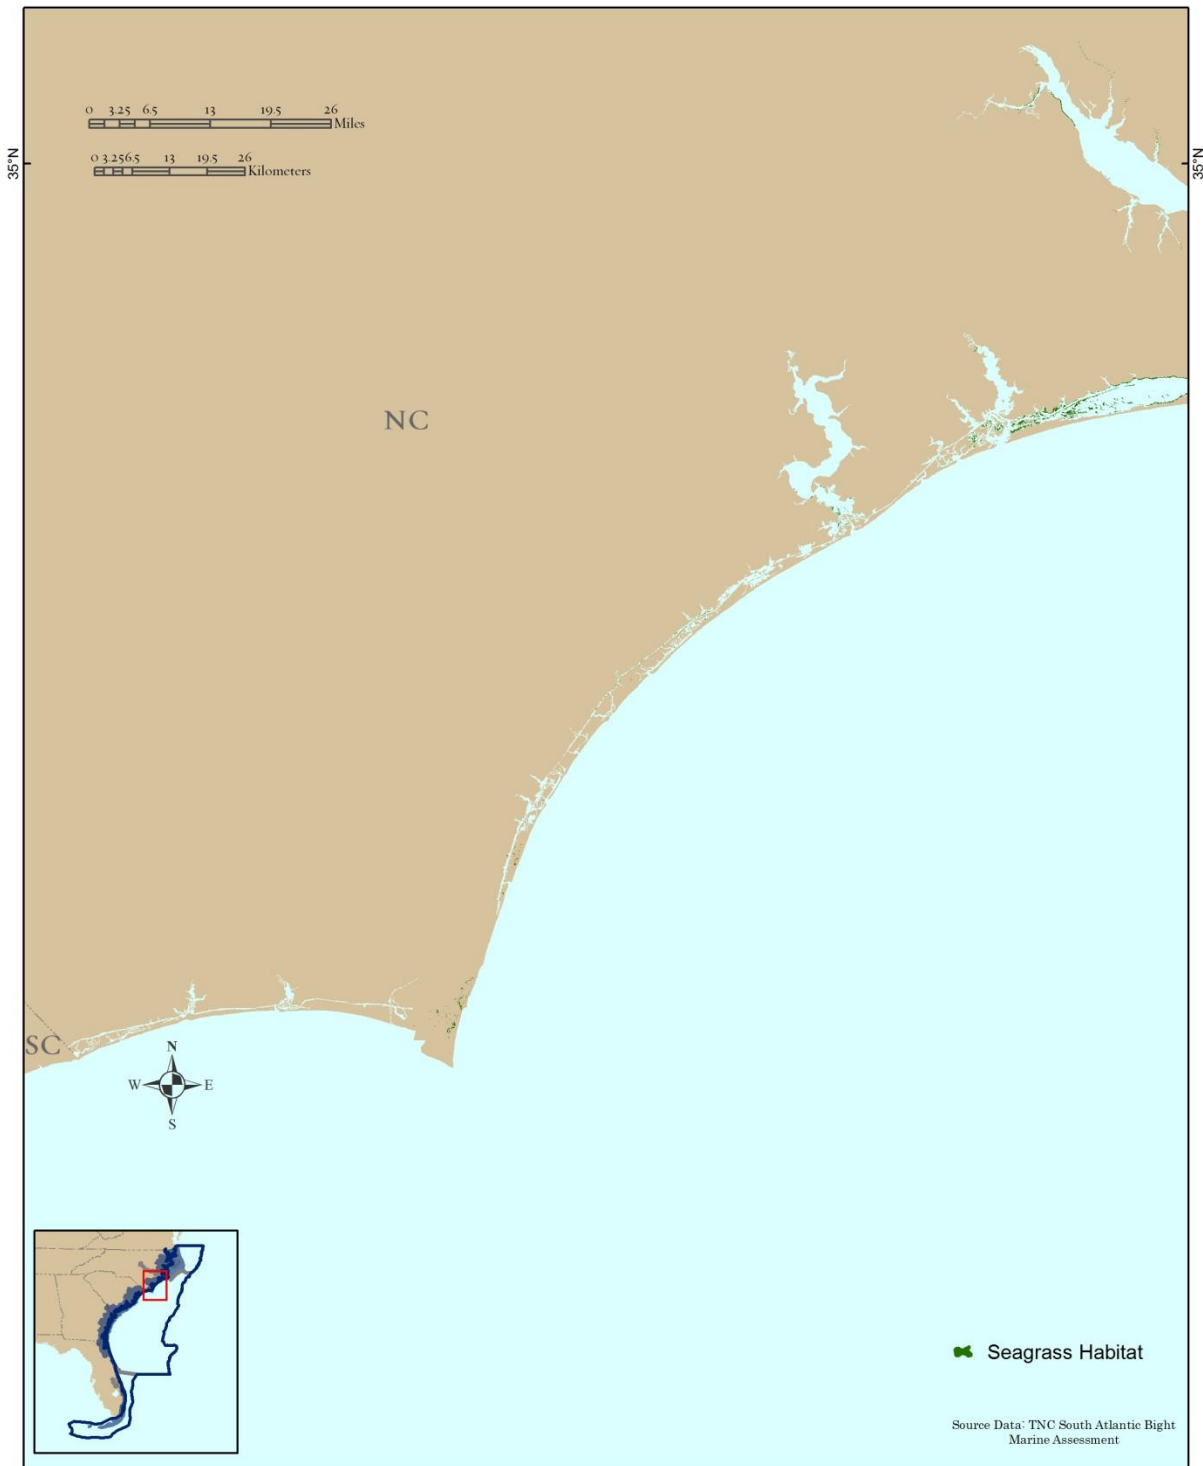 0 3.25 6.5 13 19.5 26
Miles
0 3.25 6.5 13 19.5 26
Kilometers
35°N
35°N
NC
SC
N
W E
S
Seagrass Habitat
Source Data: TNC South Atlantic Bight
Marine Assessment